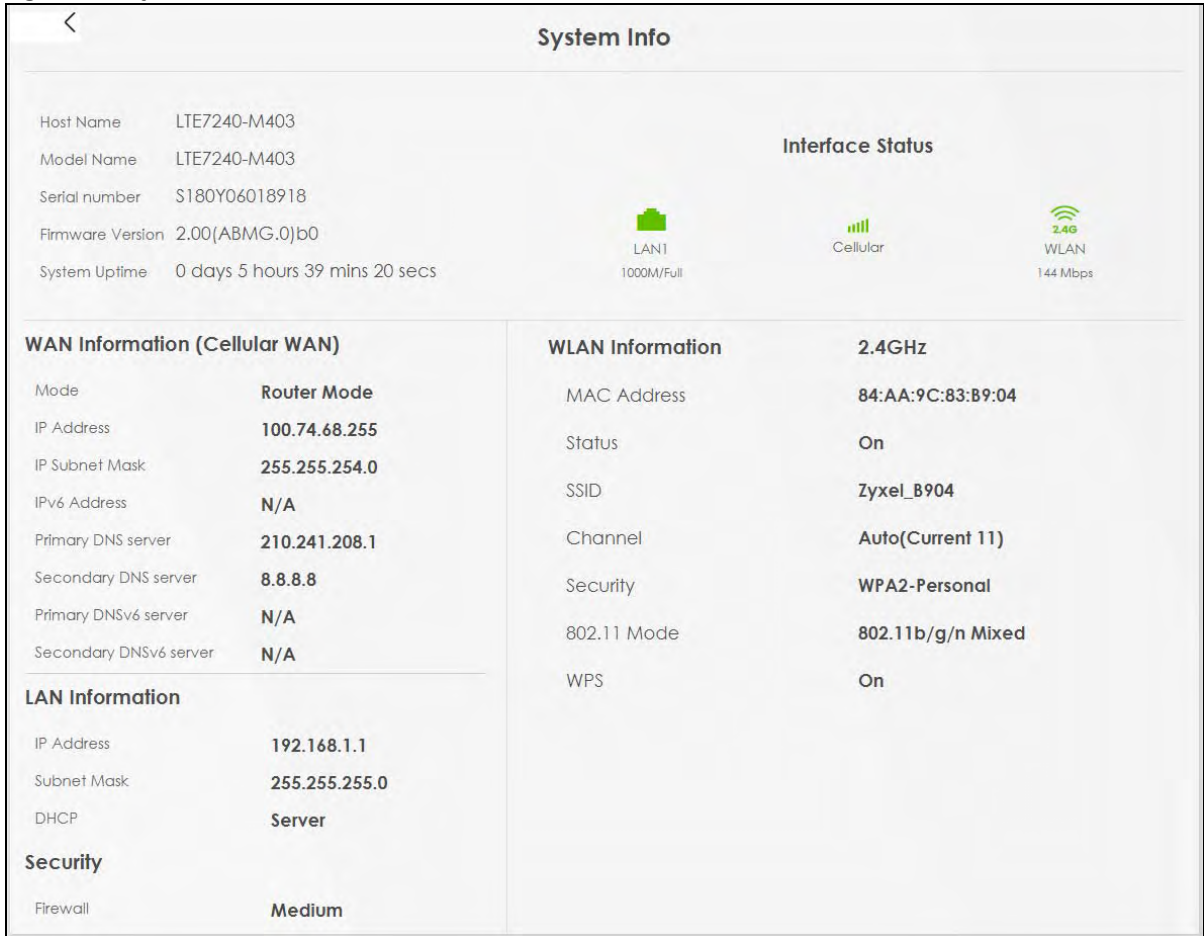 System Info
Host Name LTE7240-M403
Model Name LTE7240-M403
Serial number S180Y06018918
Firmware Version 2.00(ABMG.0)b0
System Uptime 0 days 5 hours 39 mins 20 secs
Interface Status
LAN1
1000M/Full
Cellular
2.4G
WLAN
144 Mbps
WAN Information (Cellular WAN)
Mode Router Mode
IP Address 100.74.68.255
IP Subnet Mask 255.255.254.0
IPv6 Address N/A
Primary DNS server 210.241.208.1
Secondary DNS server 8.8.8.8
Primary DNSv6 server N/A
Secondary DNSv6 server N/A
LAN Information
IP Address 192.168.1.1
Subnet Mask 255.255.255.0
DHCP Server
Security
Firewall Medium
WLAN Information 2.4GHz
MAC Address 84:AA:9C:83:B9:04
Status On
SSID Zyxel_B904
Channel Auto(Current 11)
Security WPA2-Personal
802.11 Mode 802.11b/g/n Mixed
WPS On